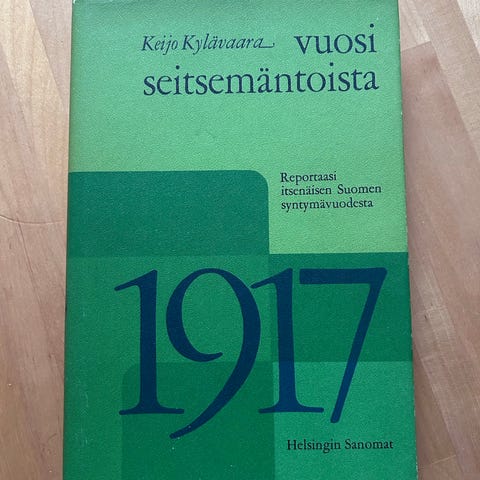 Keijo Kylävaara vuosi
seitsemäntoista
Reportaasi
itsenäisen Suomen
syntymävuodesta
1917
Helsingin Sanomat